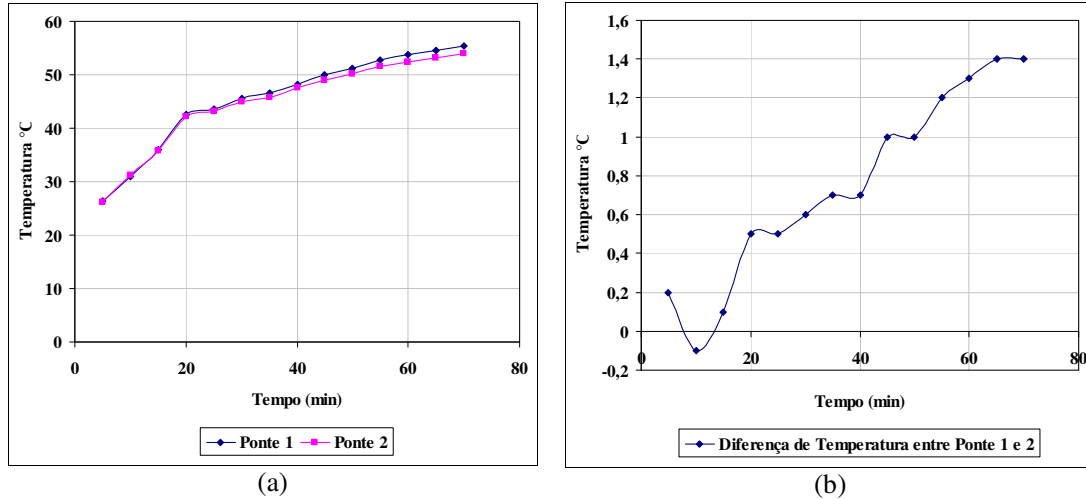 60
50
40
30
20
10
0
0 20 40 60 80
Temperatura °C
Tempo (min)
Ponte 1 Ponte 2
(a)
1,6
1,4
1,2
1
0,8
0,6
0,4
0,2
0
-0,2
0 20 40 60 80
Temperatura °C
Tempo (min)
Diferença de Temperatura entre Ponte 1 e 2
(b)